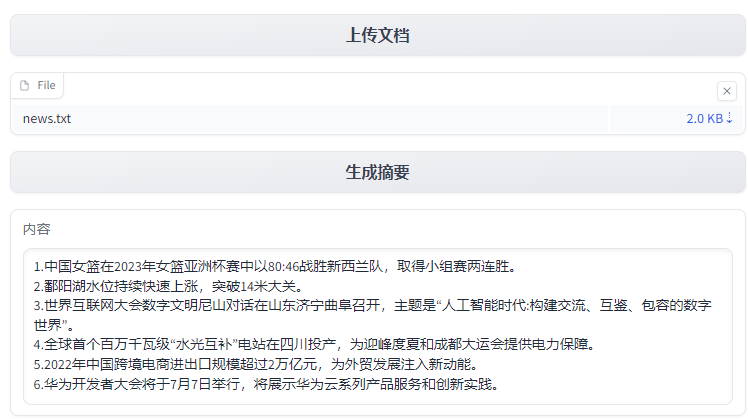 上传文档
File
news.txt
2.0 KB ⇣
生成摘要
内容
1.中国女篮在2023年女篮亚洲杯赛中以80:46战胜新西兰队，取得小组赛两连胜。
2.鄱阳湖水位持续快速上涨，突破14米大关。
3.世界互联网大会数字文明尼山对话在山东济宁曲阜召开，主题是“人工智能时代:构建交流、互鉴、包容的数字
世界”。
4.全球首个百万千瓦级“水光互补”电站在四川投产，为迎峰度夏和成都大运会提供电力保障。
5.2022年中国跨境电商进出口规模超过2万亿元，为外贸发展注入新动能。
6.华为开发者大会将于7月7日举行，将展示华为云系列产品服务和创新实践。